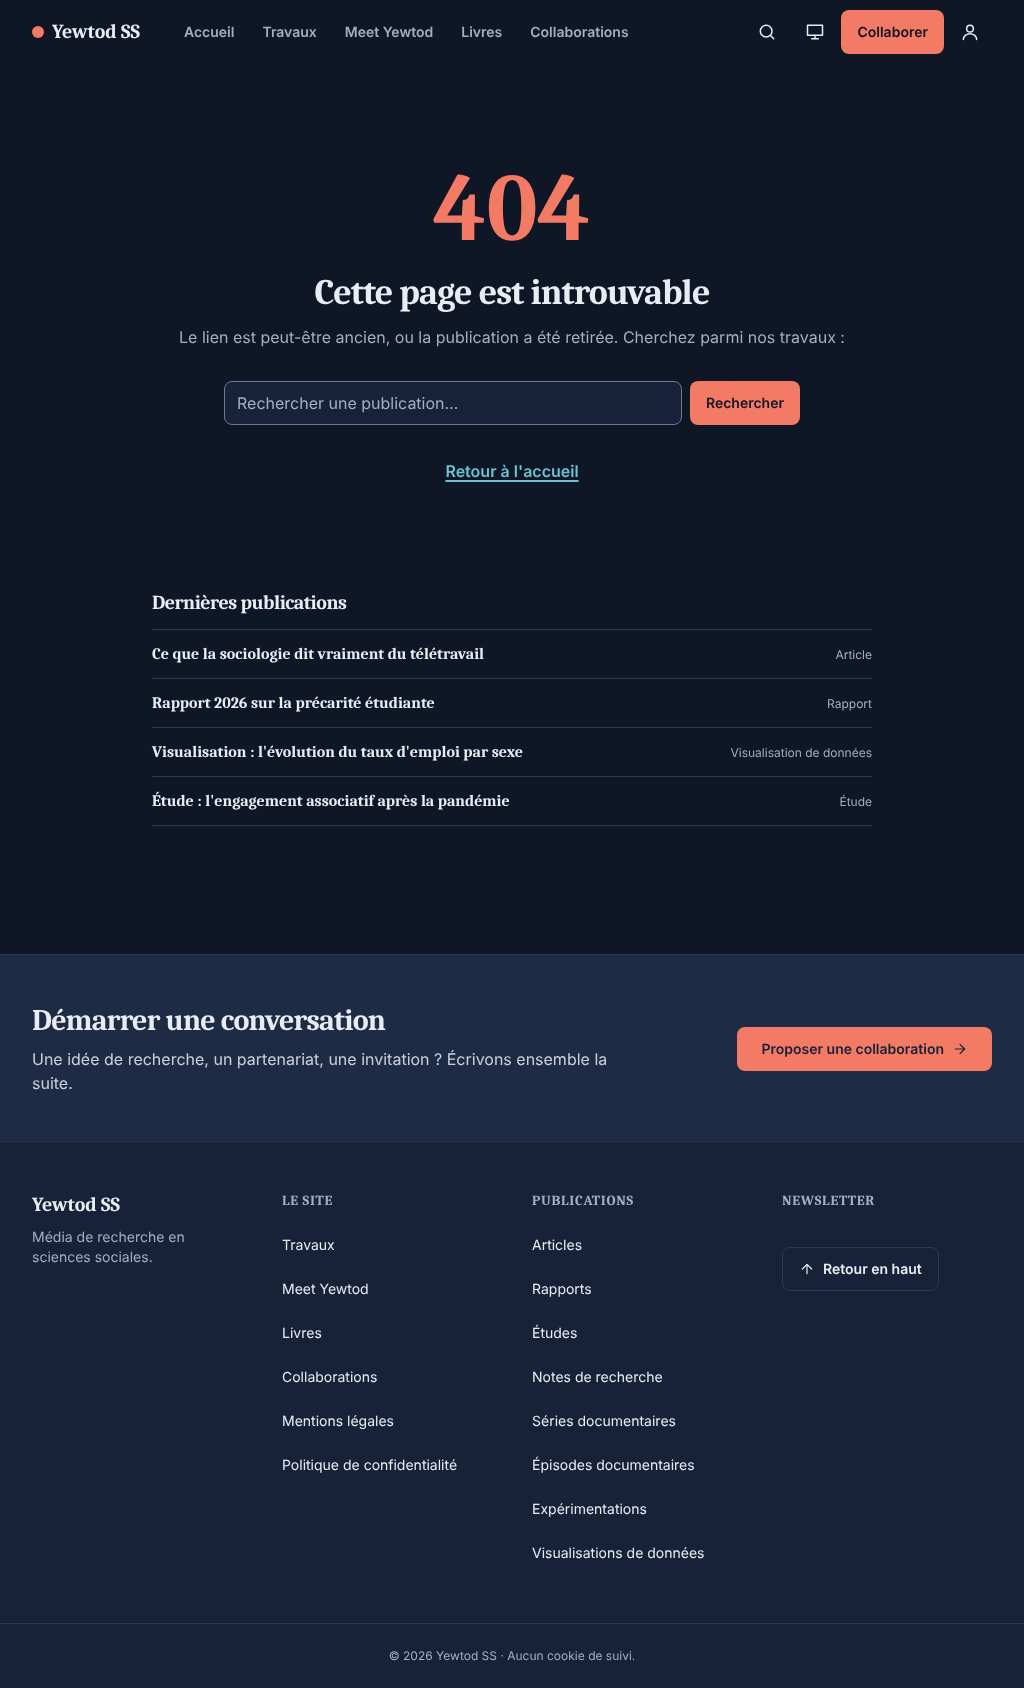 Yewtod SS
Accueil
Travaux
Meet Yewtod
Livres
Collaborations
Collaborer
404
Cette page est introuvable
Le lien est peut-être ancien, ou la publication a été retirée. Cherchez parmi nos travaux :
Rechercher une publication...
Rechercher
Retour à l'accueil
Dernières publications
Ce que la sociologie dit vraiment du télétravail
Article
Rapport 2026 sur la précarité étudiante
Rapport
Visualisation : l'évolution du taux d'emploi par sexe
Visualisation de données
Étude : l'engagement associatif après la pandémie
Étude
Démarrer une conversation
Une idée de recherche, un partenariat, une invitation ? Écrivons ensemble la
suite.
Proposer une collaboration
Yewtod SS
Média de recherche en
sciences sociales.
LE SITE
Travaux
Meet Yewtod
Livres
Collaborations
Mentions légales
Politique de confidentialité
PUBLICATIONS
Articles
Rapports
Études
Notes de recherche
Séries documentaires
Épisodes documentaires
Expérimentations
Visualisations de données
NEWSLETTER
Retour en haut
© 2026 Yewtod SS · Aucun cookie de suivi.